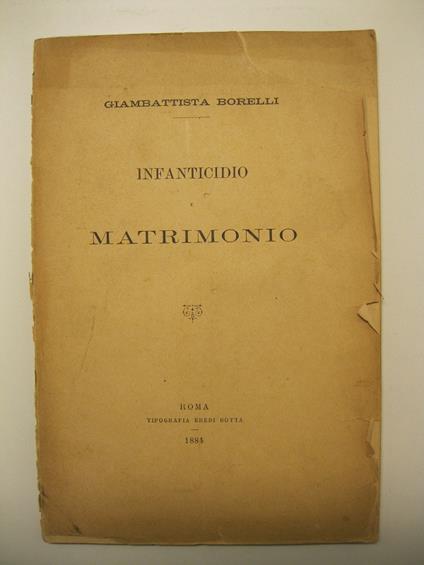 GIAMBATTISTA BORELLI
INFANTICIDIO
E
MATRIMONIO
ROMA
TIPOGRAFIA EREDI BOTTA
1884